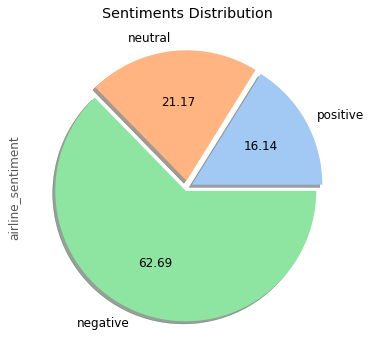 Sentiments Distribution
neutral
21.17
positive
16.14
airline_sentiment
62.69
negative